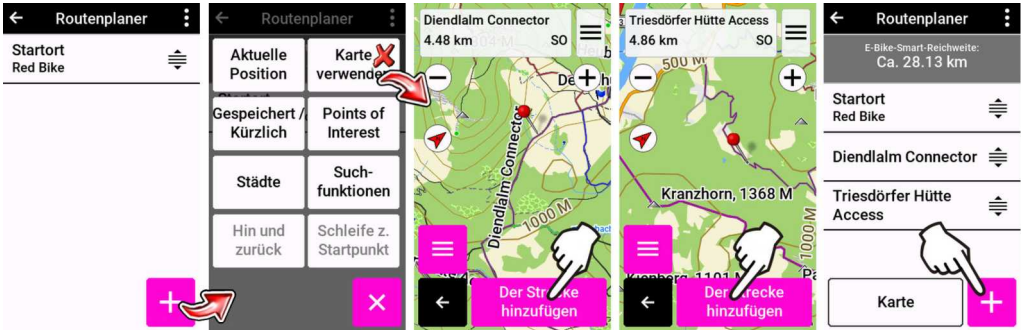 Routenplaner
Startort
Red Bike
Routenplaner
Aktuelle
Position
Karte
verwenden
Gespeichert /
Kürzlich
Points of
Interest
Städte
Such-
funktionen
Hin und
zurück
Schleife z.
Startpunkt
Diendlalm Connector
4.48 km
SO
Diendlalm Connector
1000 M
Der Strecke
hinzufügen
Triesdörfer Hütte Access
4.86 km
SO
500 M
Kranzhorn, 1368 M
1000 M
Kienberg, 1101 M
Der Strecke
hinzufügen
Routenplaner
E-Bike-Smart-Reichweite:
Ca. 28.13 km
Startort
Red Bike
Diendlalm Connector
Triesdörfer Hütte
Access
Karte